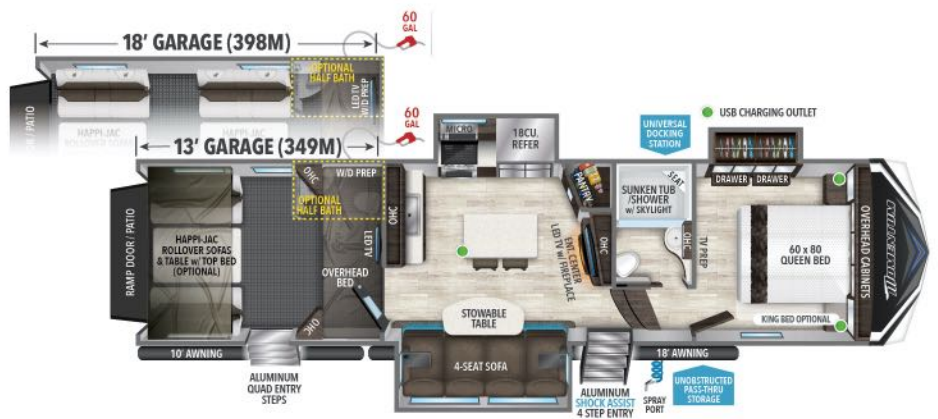 60
GAL
18' GARAGE (398M)
OPTIONAL
HALF BATH
LED TV
W/D PREP
RAMP DOOR / PATIO
HAPPI-JAC
ROLLOVER SOFAS
60
GAL
13' GARAGE (349M)
OHC
W/D PREP
OPTIONAL
HALF BATH
RAMP DOOR / PATIO
HAPPI-JAC
ROLLOVER SOFAS
& TABLE w/ TOP BED
(OPTIONAL)
LED TV
OVERHEAD
BED
OHC
OHC
MICRO
18CU.
REFER
PANTRY
OHC
ENT. CENTER
LED TV w/ FIREPLACE
STOWABLE
TABLE
4-SEAT SOFA
UNIVERSAL
DOCKING
STATION
USB CHARGING OUTLET
SEAT
SUNKEN TUB
/SHOWER
w/ SKYLIGHT
OHC
TV PREP
DRAWER
DRAWER
60 x 80
QUEEN BED
KING BED OPTIONAL
OVERHEAD CABINETS
MOMENTUM
10' AWNING
18' AWNING
ALUMINUM
QUAD ENTRY
STEPS
ALUMINUM
SHOCK ASSIST
4 STEP ENTRY
SPRAY
PORT
UNOBSTRUCTED
PASS-THRU
STORAGE